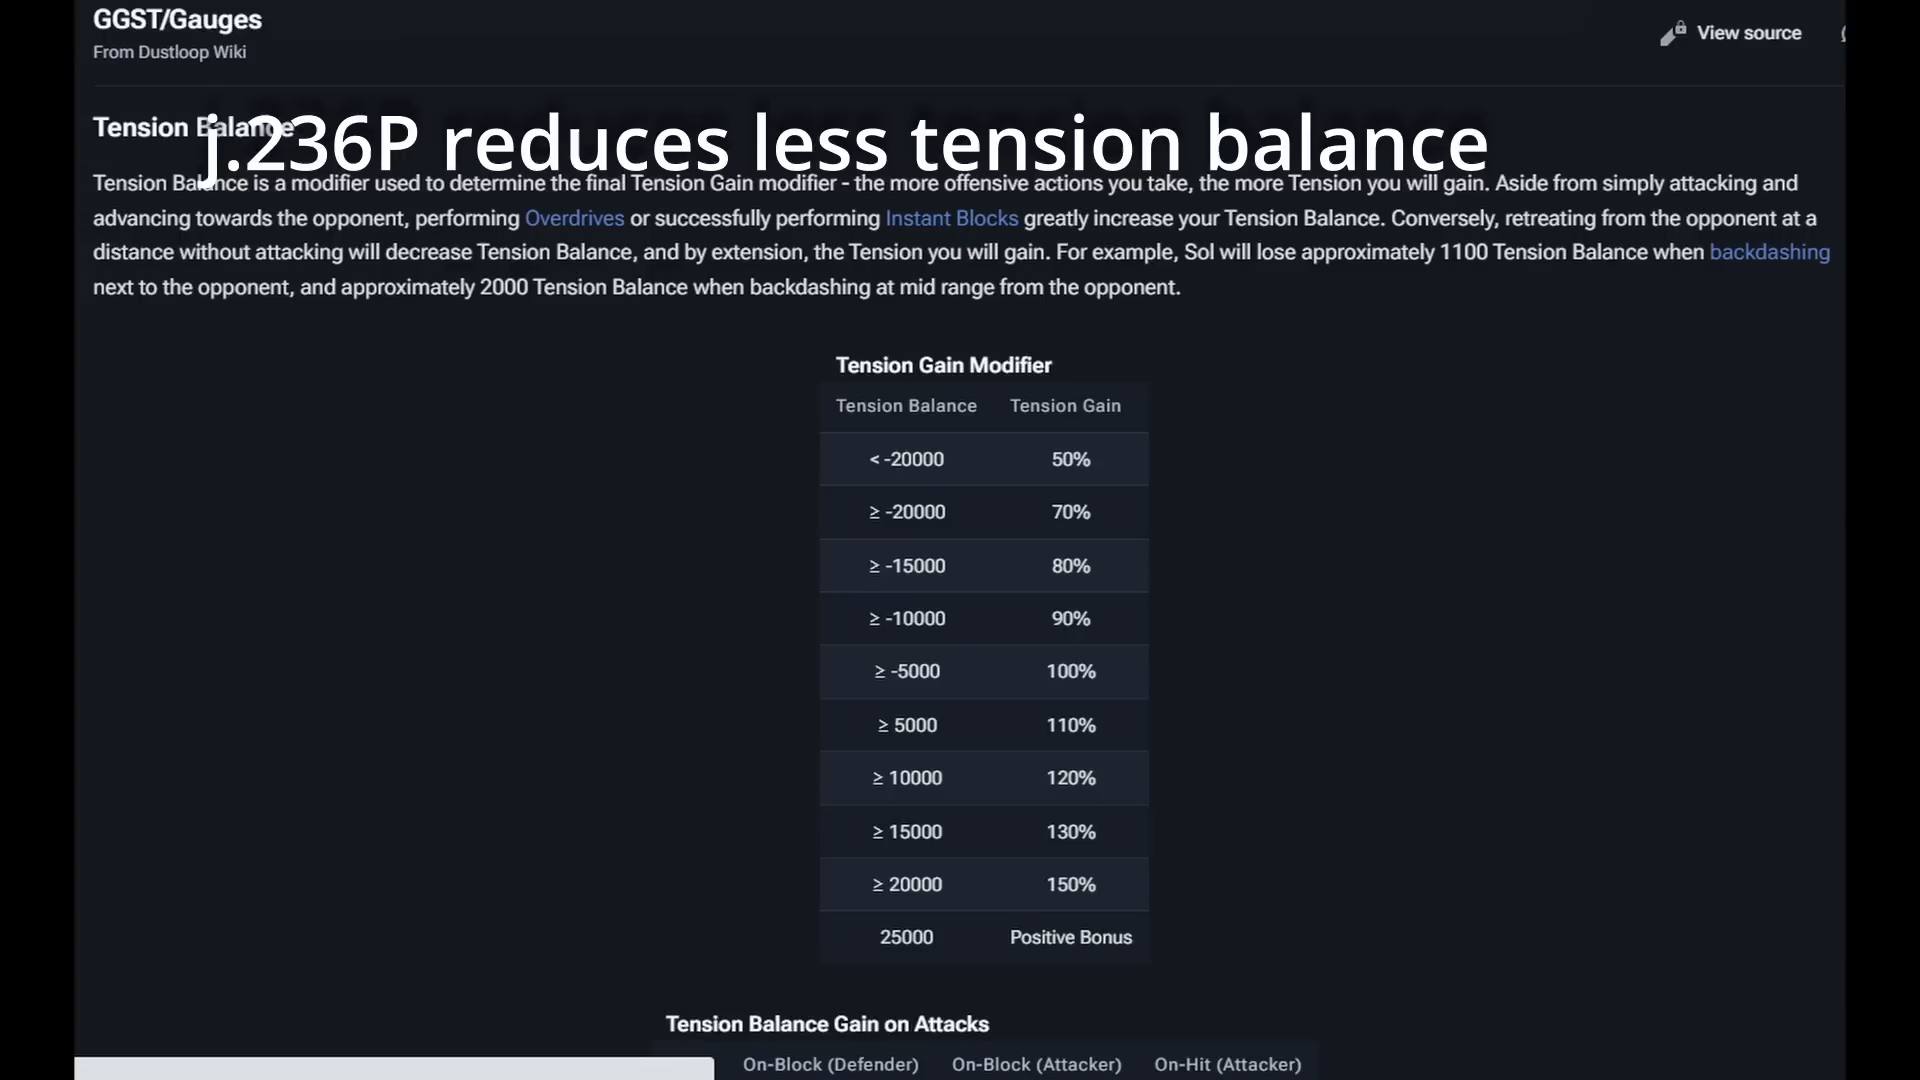 GGST/Gauges
View source
From Dustloop Wiki
Tension Balance
j.236P reduces less tension balance
Tension Balance is a modifier used to determine the final Tension Gain modifier - the more offensive actions you take, the more Tension you will gain. Aside from simply attacking and
advancing towards the opponent, performing Overdrives or successfully performing Instant Blocks greatly increase your Tension Balance. Conversely, retreating from the opponent at a
distance without attacking will decrease Tension Balance, and by extension, the Tension you will gain. For example, Sol will lose approximately 1100 Tension Balance when backdashing
next to the opponent, and approximately 2000 Tension Balance when backdashing at mid range from the opponent.
Tension Gain Modifier
Tension Balance Tension Gain
< -20000 50%
≥ -20000 70%
≥ -15000 80%
≥ -10000 90%
≥ -5000 100%
≥ 5000 110%
≥ 10000 120%
≥ 15000 130%
≥ 20000 150%
25000 Positive Bonus
Tension Balance Gain on Attacks
On-Block (Defender) On-Block (Attacker) On-Hit (Attacker)